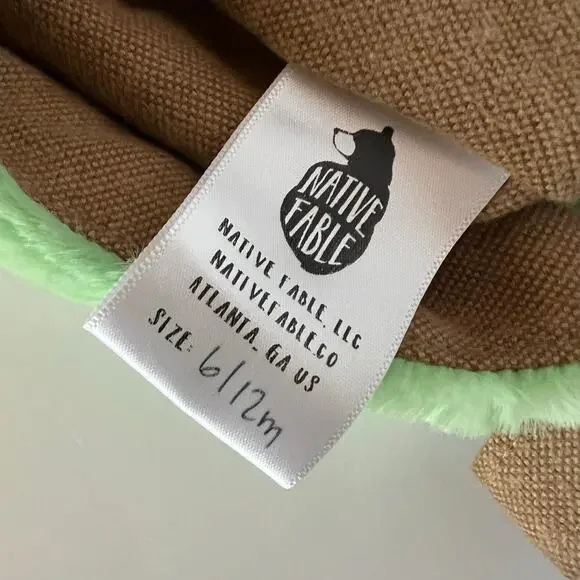 NATIVE
FABLE
NATIVE FABLE, LLC
NATIVEFABLE.CO
ATLANTA, GA US
SIZE: 6/12m